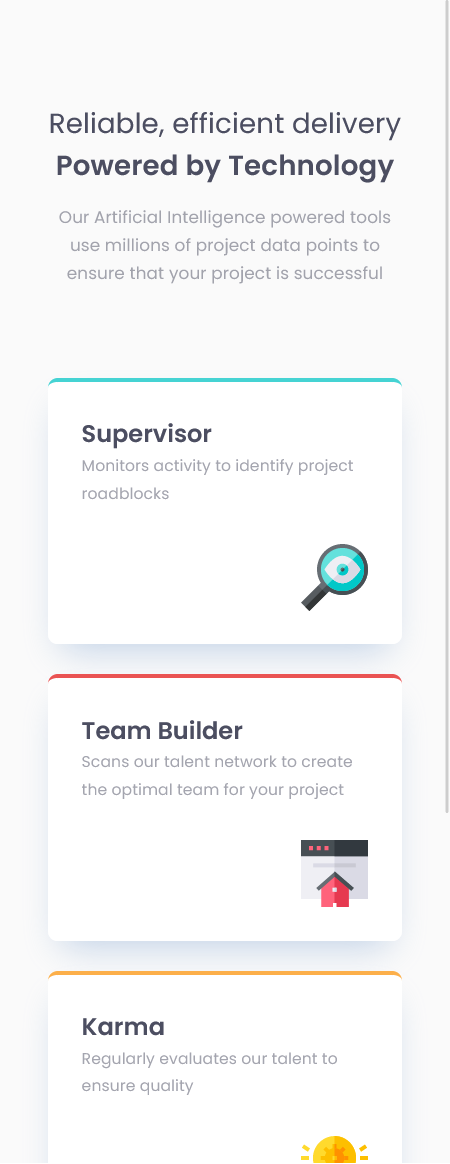 Reliable, efficient delivery
Powered by Technology
Our Artificial Intelligence powered tools
use millions of project data points to
ensure that your project is successful
Supervisor
Monitors activity to identify project
roadblocks
Team Builder
Scans our talent network to create
the optimal team for your project
Karma
Regularly evaluates our talent to
ensure quality